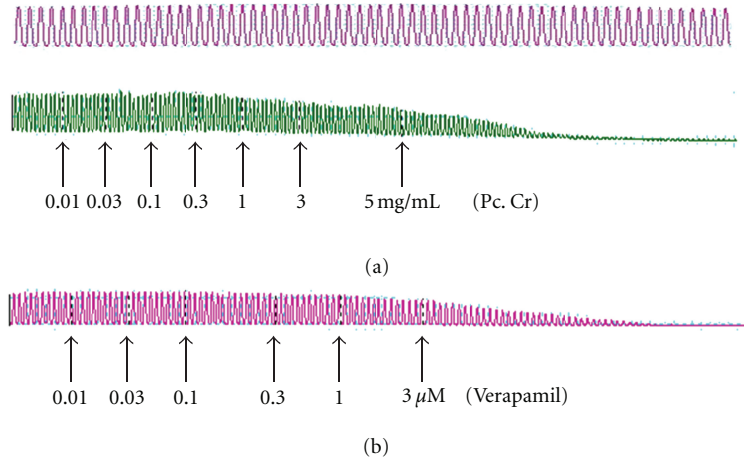 0.01 0.03 0.1 0.3 1 3 5 mg/mL (Pc. Cr)
(a)
0.01 0.03 0.1 0.3 1 3 μM (Verapamil)
(b)